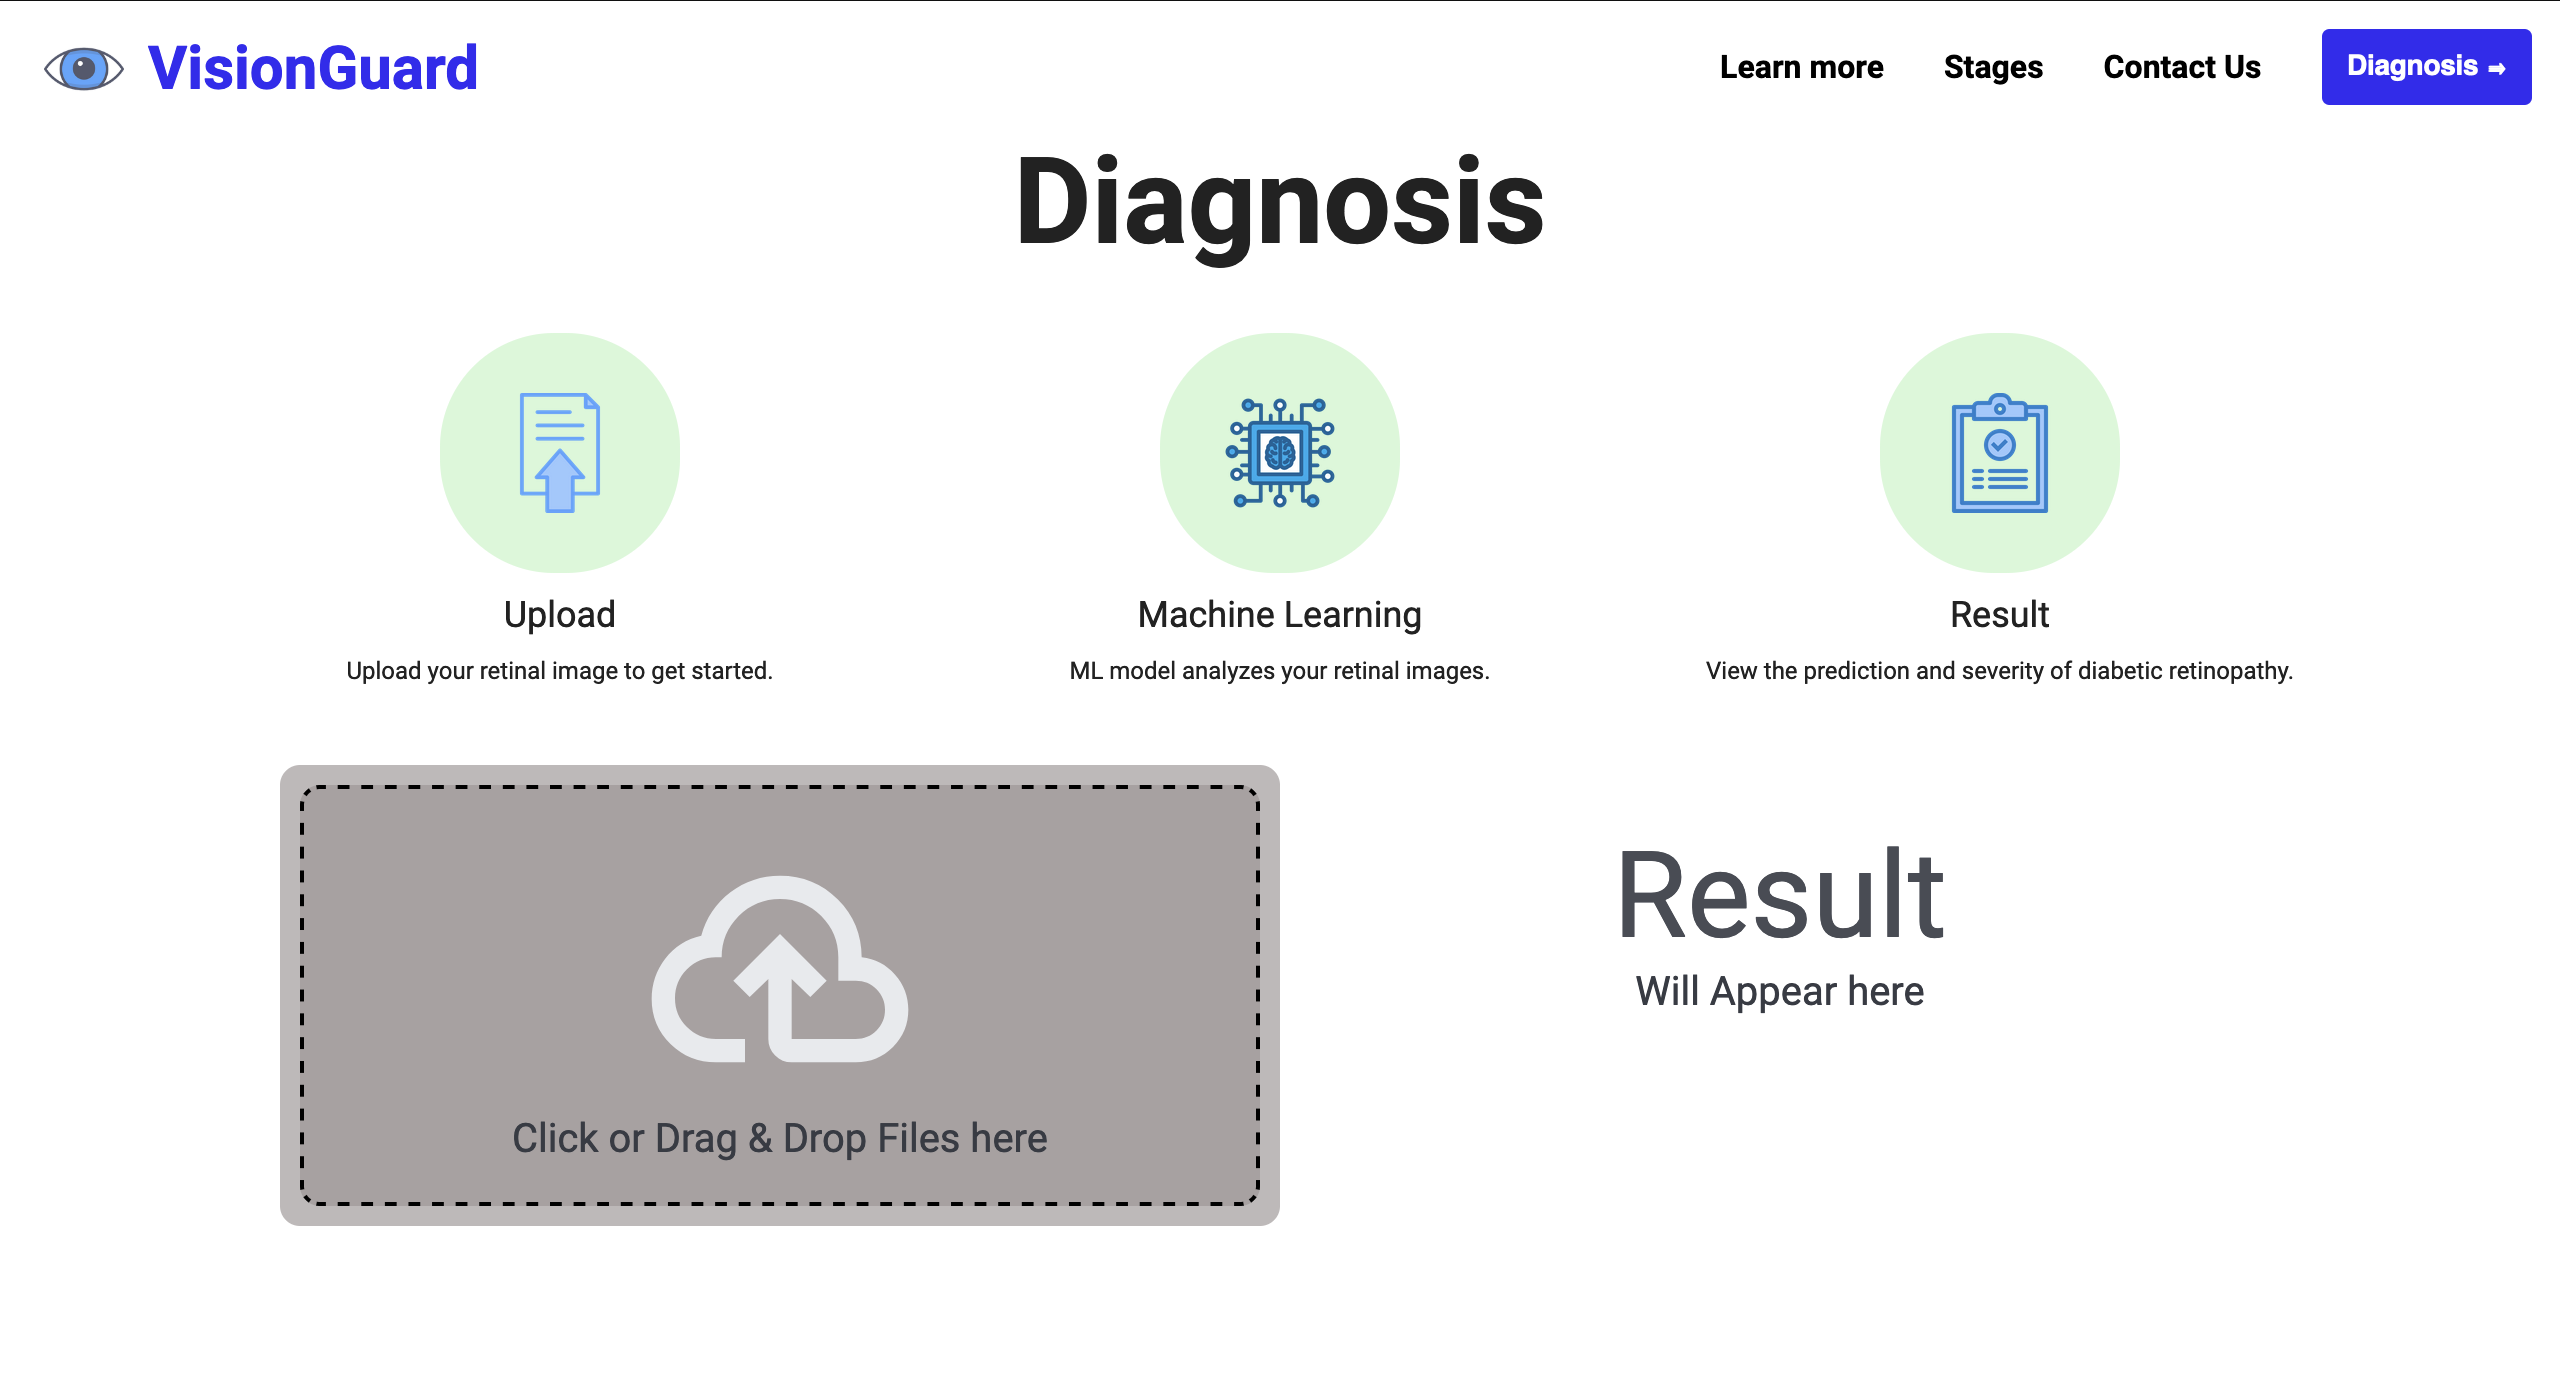 VisionGuard
Learn more
Stages
Contact Us
Diagnosis ➡
Diagnosis
Upload
Upload your retinal image to get started.
Machine Learning
ML model analyzes your retinal images.
Result
View the prediction and severity of diabetic retinopathy.
Click or Drag & Drop Files here
Result
Will Appear here